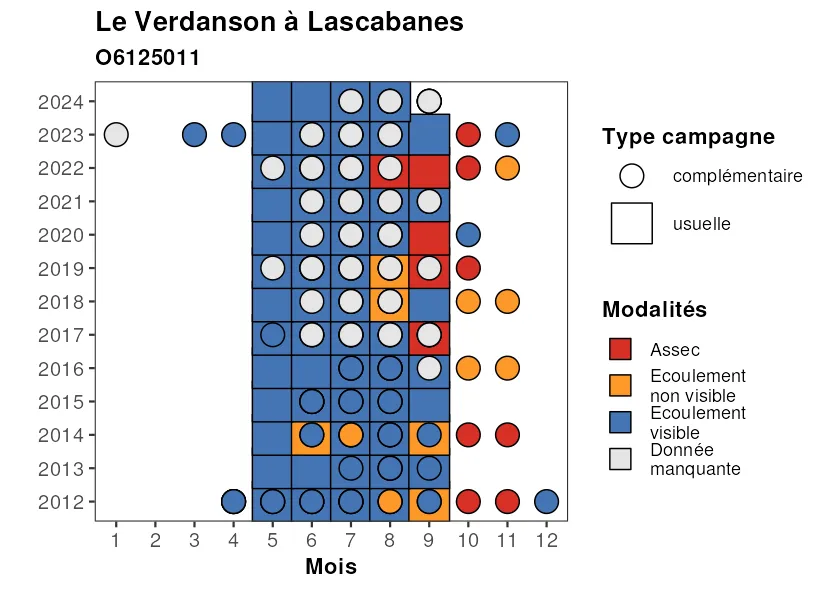 Le Verdanson à Lascabanes
O6125011
2024
2023
2022
2021
2020
2019
2018
2017
2016
2015
2014
2013
2012
1 2 3 4 5 6 7 8 9 10 11 12
Mois
Type campagne
complémentaire
usuelle
Modalités
Assec
Ecoulement
non visible
Ecoulement
visible
Donnée
manquante